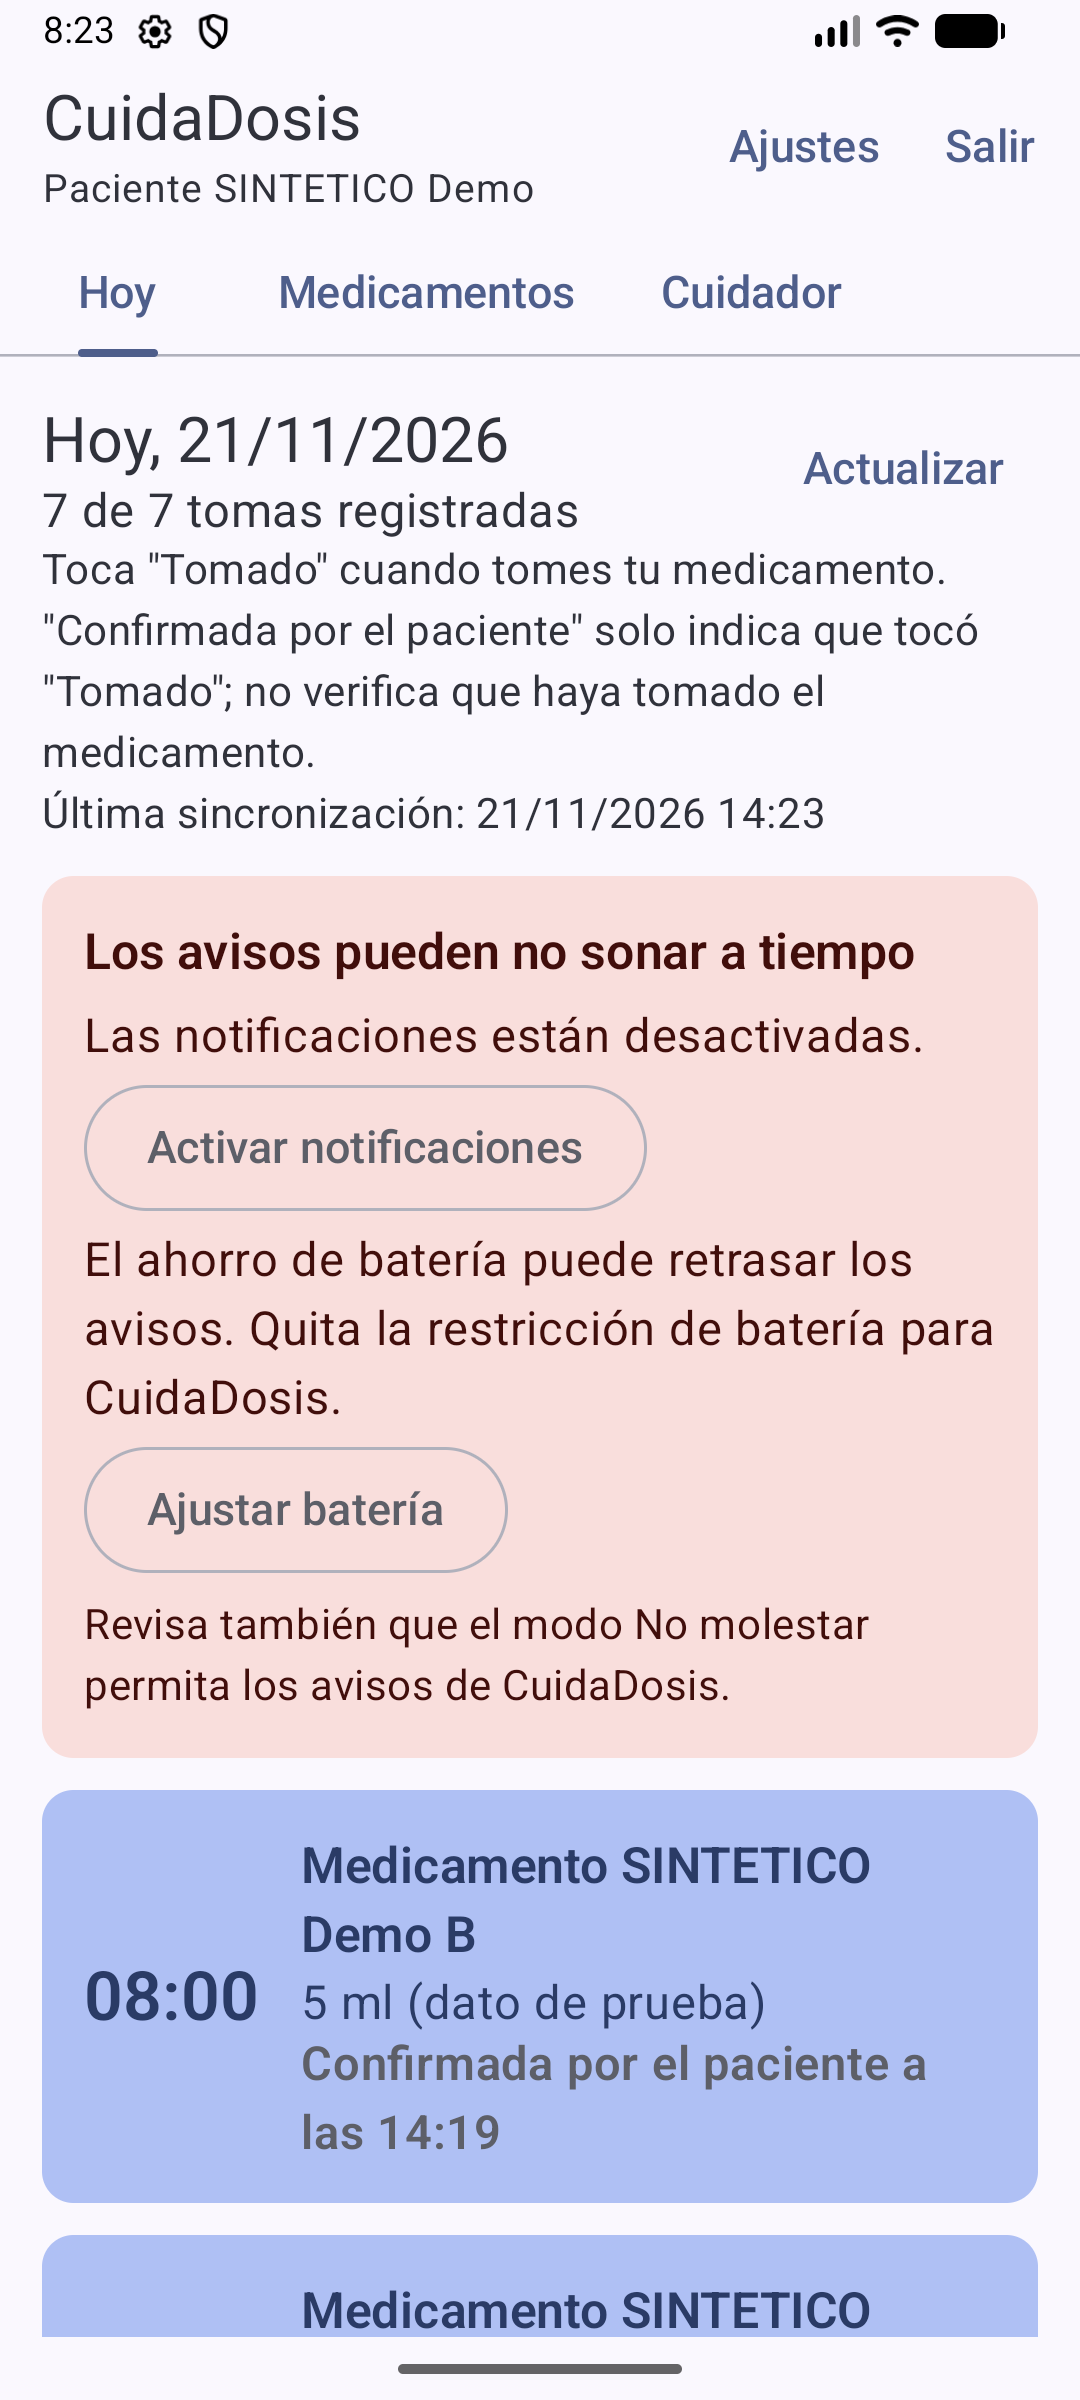 8:23
CuidaDosis
Paciente SINTETICO Demo
Ajustes
Salir
Hoy
Medicamentos
Cuidador
Hoy, 21/11/2026
7 de 7 tomas registradas
Actualizar
Toca "Tomado" cuando tomes tu medicamento.
"Confirmada por el paciente" solo indica que tocó
"Tomado"; no verifica que haya tomado el
medicamento.
Última sincronización: 21/11/2026 14:23
Los avisos pueden no sonar a tiempo
Las notificaciones están desactivadas.
Activar notificaciones
El ahorro de batería puede retrasar los
avisos. Quita la restricción de batería para
CuidaDosis.
Ajustar batería
Revisa también que el modo No molestar
permita los avisos de CuidaDosis.
08:00
Medicamento SINTETICO
Demo B
5 ml (dato de prueba)
Confirmada por el paciente a
las 14:19
Medicamento SINTETICO